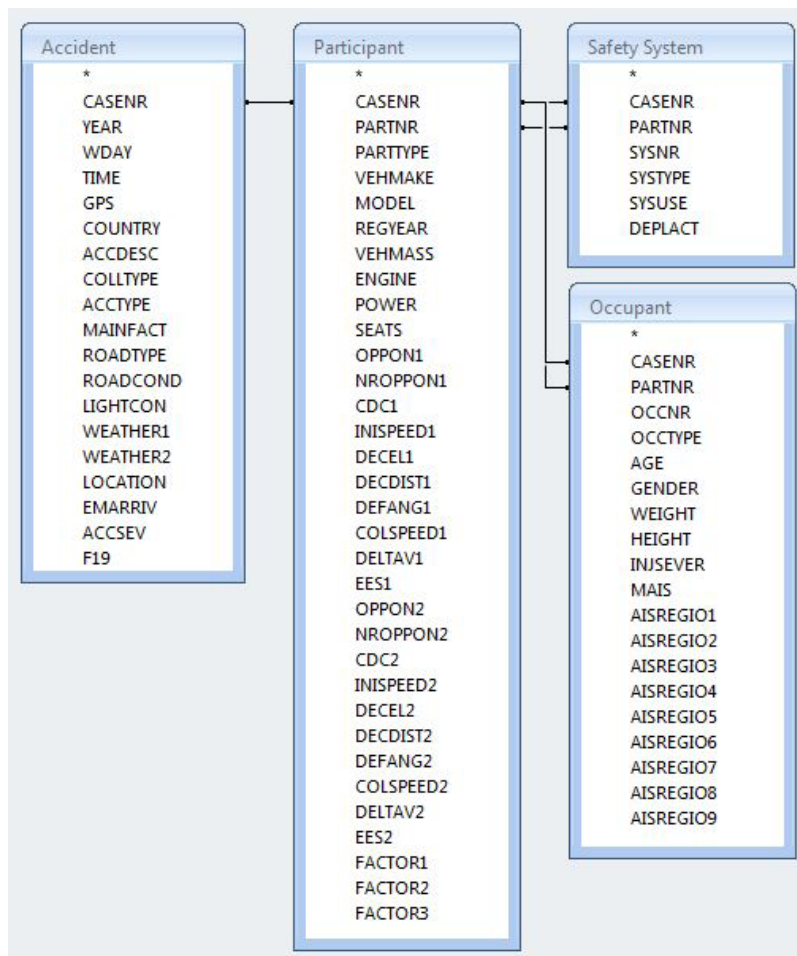 Accident
*
CASENR
YEAR
WDAY
TIME
GPS
COUNTRY
ACCDESC
COLLTYPE
ACCTYPE
MAINFACT
ROADTYPE
ROADCOND
LIGHTCON
WEATHER1
WEATHER2
LOCATION
EMARRIV
ACCSEV
F19
Participant
*
CASENR
PARTNR
PARTTYPE
VEHMAKE
MODEL
REGYEAR
VEHMASS
ENGINE
POWER
SEATS
OPPON1
NROPPON1
CDC1
INISPEED1
DECEL1
DECDIST1
DEFANG1
COLSPEED1
DELTAV1
EES1
OPPON2
NROPPON2
CDC2
INISPEED2
DECEL2
DECDIST2
DEFANG2
COLSPEED2
DELTAV2
EES2
FACTOR1
FACTOR2
FACTOR3
Safety System
*
CASENR
PARTNR
SYSNR
SYSTYPE
SYSUSE
DEPLACT
Occupant
*
CASENR
PARTNR
OCCNR
OCCTYPE
AGE
GENDER
WEIGHT
HEIGHT
INJSEVER
MAIS
AISREGIO1
AISREGIO2
AISREGIO3
AISREGIO4
AISREGIO5
AISREGIO6
AISREGIO7
AISREGIO8
AISREGIO9